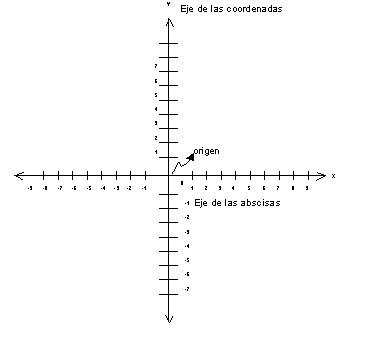 Y
Eje de las coordenadas
7
6
5
4
3
2
1
origen
X
-9 -8 -7 -6 -5 -4 -3 -2 -1 0 1 2 3 4 5 6 7 8 9
-1
Eje de las abscisas
-2
-3
-4
-5
-6
-7